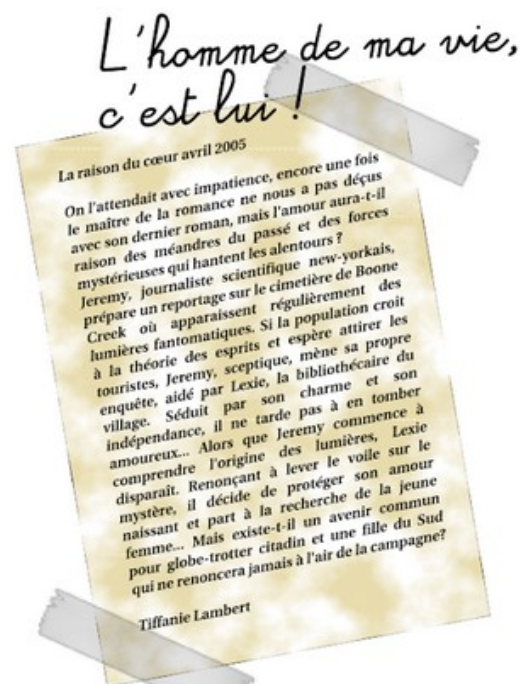 L'homme de ma vie,
c'est lui !
La raison du cœur avril 2005
On l'attendait avec impatience, encore une fois
le maître de la romance ne nous a pas déçus
avec son dernier roman, mais l'amour aura-t-il
raison des méandres du passé et des forces
mystérieuses qui hantent les alentours ?
Jeremy, journaliste scientifique new-yorkais,
prépare un reportage sur le cimetière de Boone
Creek où apparaissent régulièrement des
lumières fantomatiques. Si la population croit
à la théorie des esprits et espère attirer les
touristes, Jeremy, sceptique, mène sa propre
enquête, aidé par Lexie, la bibliothécaire du
village. Séduit par son charme et son
indépendance, il ne tarde pas à en tomber
amoureux... Alors que Jeremy commence à
comprendre l'origine des lumières, Lexie
disparaît. Renonçant à lever le voile sur le
mystère, il décide de protéger son amour
naissant et part à la recherche de la jeune
femme... Mais existe-t-il un avenir commun
pour globe-trotter citadin et une fille du Sud
qui ne renoncera jamais à l'air de la campagne?
Tiffanie Lambert